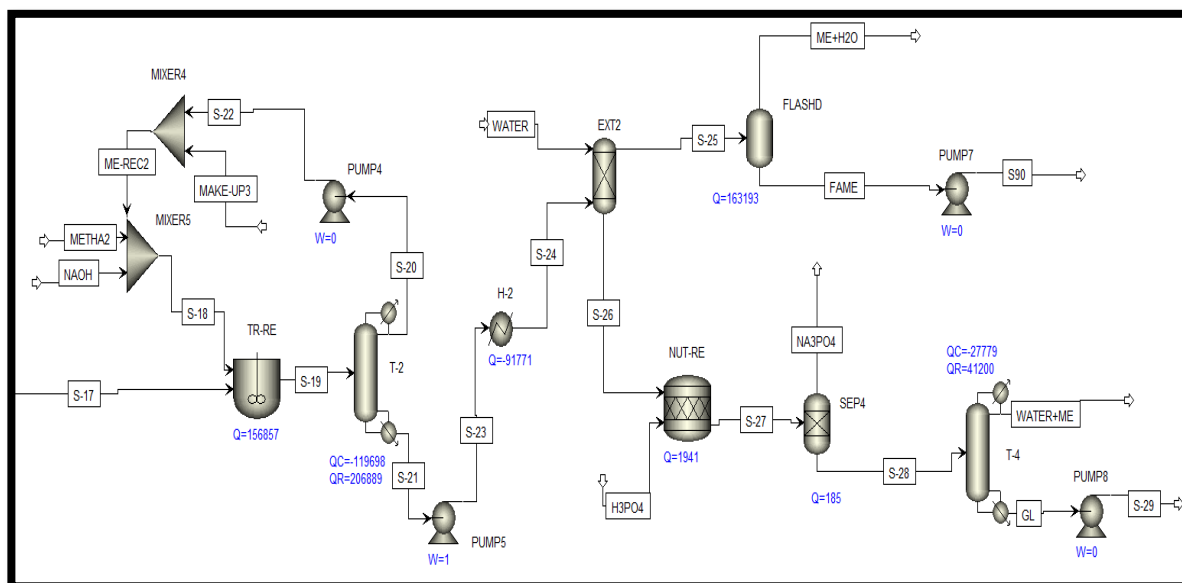 ME+H2O
MIXER4
S-22
FLASHD
WATER
EXT2
S-25
ME-REC2
PUMP4
PUMP7
S90
MAKE-UP3
FAME
Q=163193
MIXER5
METHA2
W=0
W=0
S-24
NAOH
S-20
H-2
S-26
S-18
NA3PO4
TR-RE
NUT-RE
QC=-27779
QR=41200
Q=-91771
T-2
S-19
SEP4
S-17
WATER+ME
S-23
S-27
Q=156857
T-4
QC=-119698
QR=206889
S-21
Q=1941
S-28
PUMP8
H3PO4
Q=185
GL
S-29
PUMP5
W=1
W=0